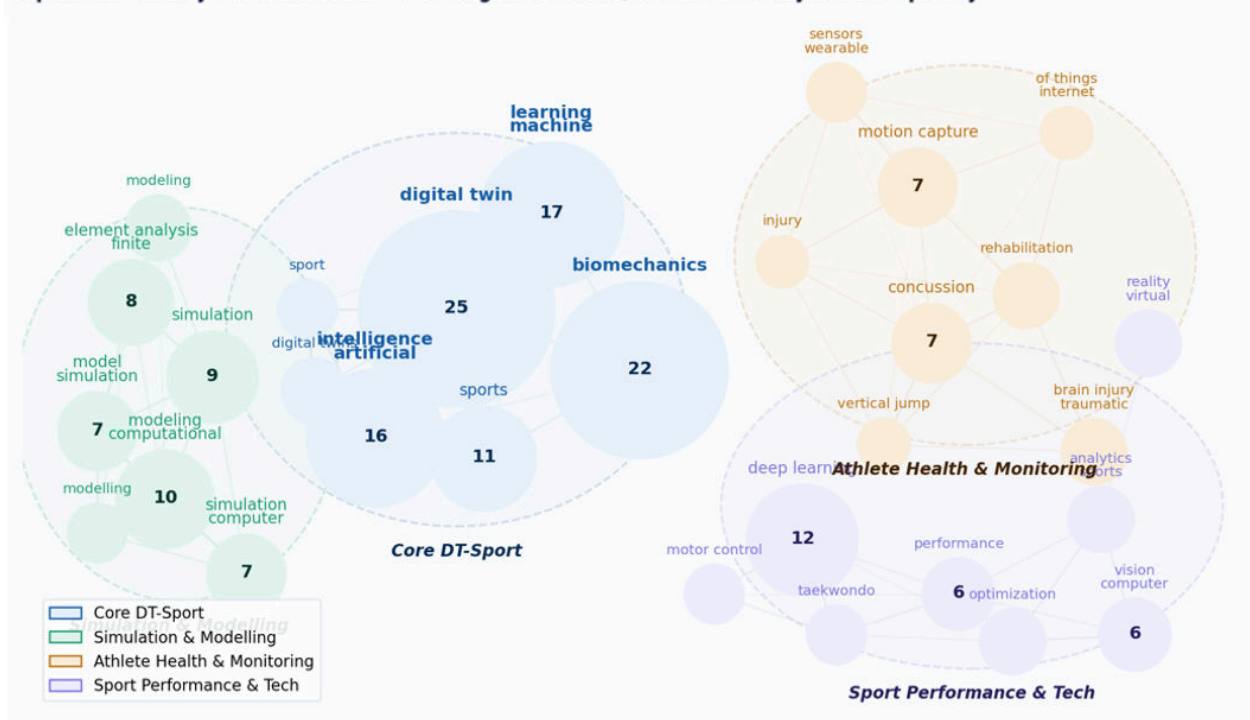 sensors
wearable
of things
internet
learning
machine
motion capture
7
modeling
digital twin
17
element analysis
finite
injury
rehabilitation
sport
biomechanics
concussion
reality
virtual
8
simulation
25
digital twins
intelligence
artificial
7
model
simulation
9
22
sports
brain injury
traumatic
vertical jump
modeling
computational
7
16
11
analytics
sports
deep learning
Athlete Health & Monitoring
modelling
10
simulation
computer
12
Core DT-Sport
motor control
performance
vision
computer
7
taekwondo
6
optimization
6
Simulation & Modelling
Core DT-Sport
Simulation & Modelling
Athlete Health & Monitoring
Sport Performance & Tech
Sport Performance & Tech